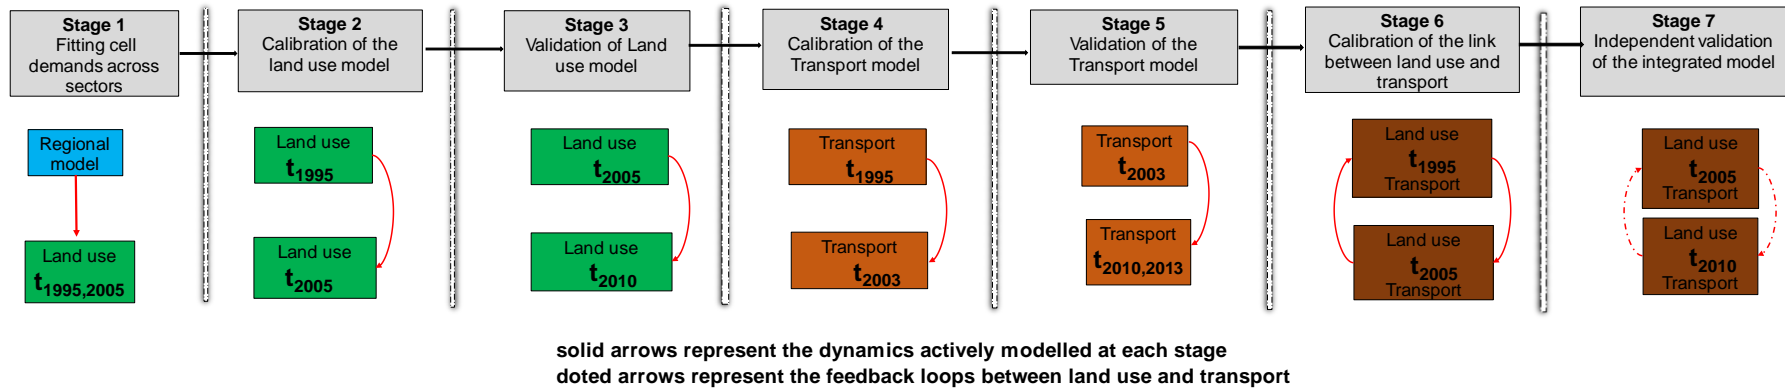 Stage 1
Fitting cell
demands across
sectors
Stage 2
Calibration of the
land use model
Stage 3
Validation of Land
use model
Stage 4
Calibration of the
Transport model
Stage 5
Validation of the
Transport model
Stage 6
Calibration of the link
between land use and
transport
Stage 7
Independent validation
of the integrated model
Regional
model
Land use
t1995,2005
Land use
t1995
Land use
t2005
Land use
t2005
Land use
t2010
Transport
t1995
Transport
t2003
Transport
t2003
Transport
t2010,2013
Land use
t1995
Transport
Land use
t2005
Transport
Land use
t2005
Transport
Land use
t2010
Transport
solid arrows represent the dynamics actively modelled at each stage
doted arrows represent the feedback loops between land use and transport